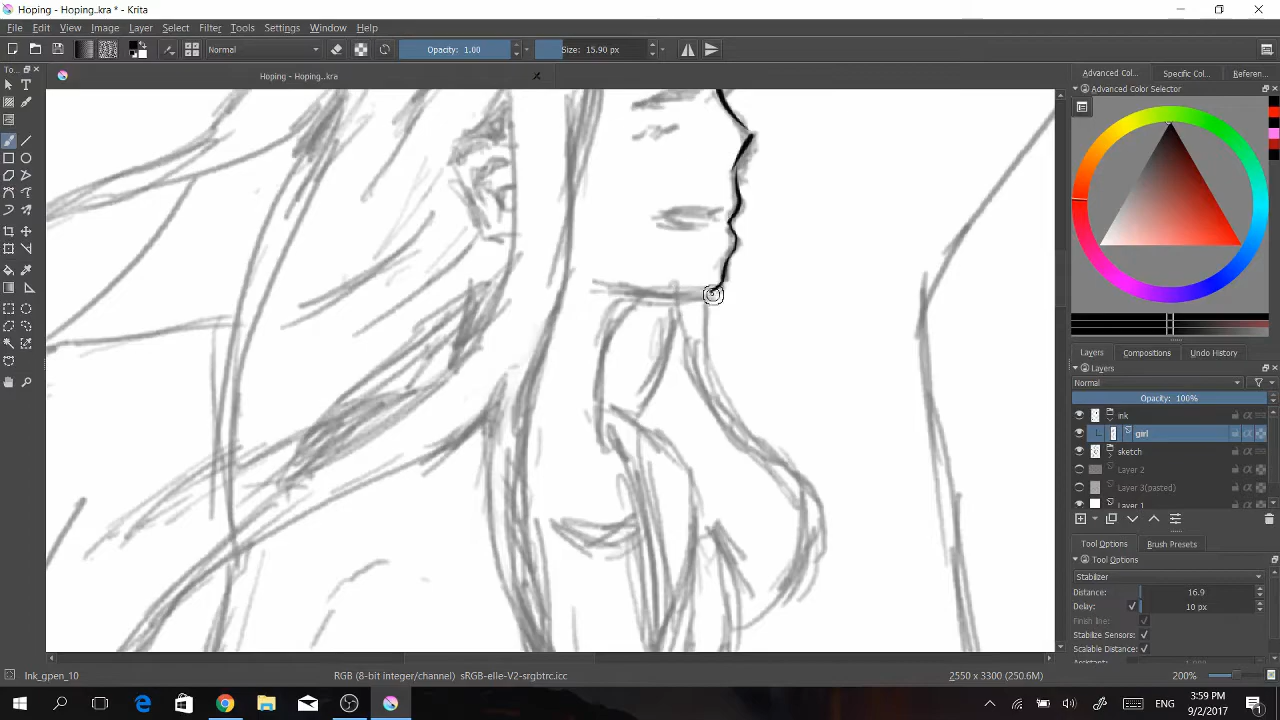 Hoping - Hoping..kra * - Krita
File Edit View Image Layer Select Filter Tools Settings Window Help
Normal Opacity: 1.00 Size: 15.90 px
Hoping - Hoping..kra
To...
Advanced Col... Specific Col... Referen...
Advanced Color Selector
Layers Compositions Undo History
Layers
Normal
Opacity: 100%
ink
girl
sketch
Layer 2
Layer 3(pasted)
Layer 1
Tool Options Brush Presets
Tool Options
Stabilizer
Distance: 16.9
Delay: 10 px
Finish line:
Stabilize Sensors:
Scalable Distance:
Ink_gpen_10 RGB (8-bit integer/channel) sRGB-elle-V2-srgbtrc.icc 2550 x 3300 (250.6M) 200%
ENG 3:59 PM
9/2/2017